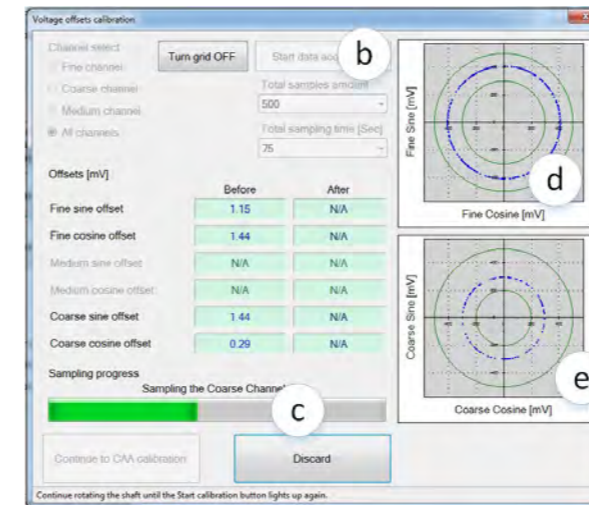 Voltage offsets calibration
Channel select
Fine channel
Coarse channel
Medium channel
All channels
Turn grid OFF
Start data
b
Total samples amount
500
Total sampling time [Sec]
75
Offsets [mV]
Before After
Fine sine offset 1.15 N/A
Fine cosine offset 1.44 N/A
Medium sine offset N/A N/A
Medium cosine offset N/A N/A
Coarse sine offset 1.44 N/A
Coarse cosine offset 0.29 N/A
Sampling progress
Sampling the Coarse Channel
c
Continue to CAA calibration
Discard
Continue rotating the shaft until the Start calibration button lights up again.
Fine Sine [mV]
d
Fine Cosine [mV]
Coarse Sine [mV]
e
Coarse Cosine [mV]